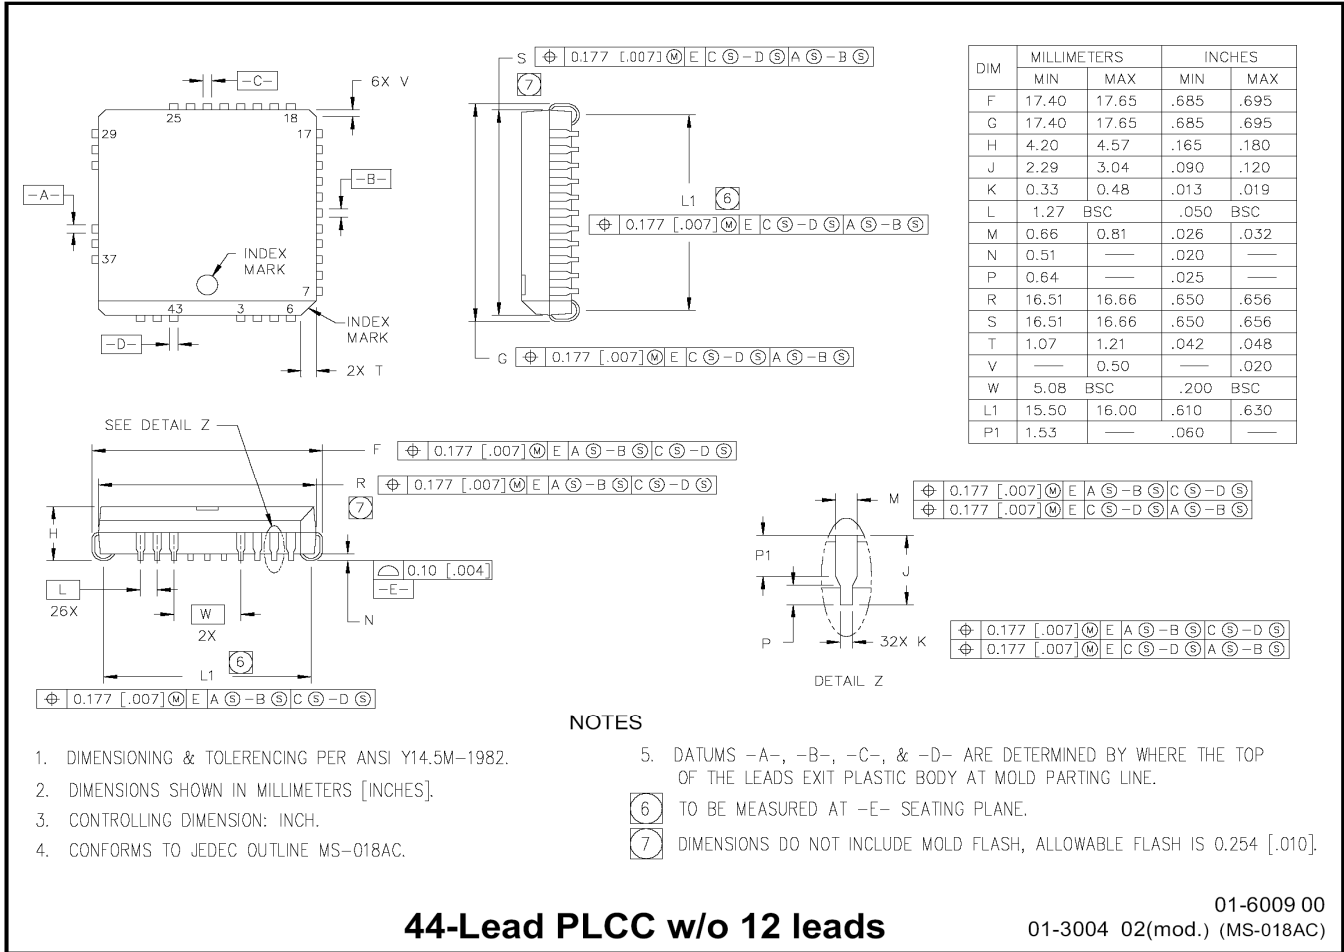 -C-
6X V
25
18
29
17
-A-
-B-
INDEX
MARK
37
7
43
3
6
INDEX
MARK
-D-
2X T
S ⌖ 0.177 [.007] Ⓜ E C Ⓢ -D Ⓢ A Ⓢ -B Ⓢ
7
L1 6
⌖ 0.177 [.007] Ⓜ E C Ⓢ -D Ⓢ A Ⓢ -B Ⓢ
G ⌖ 0.177 [.007] Ⓜ E C Ⓢ -D Ⓢ A Ⓢ -B Ⓢ
DIM MILLIMETERS INCHES
MIN MAX MIN MAX
F 17.40 17.65 .685 .695
G 17.40 17.65 .685 .695
H 4.20 4.57 .165 .180
J 2.29 3.04 .090 .120
K 0.33 0.48 .013 .019
L 1.27 BSC .050 BSC
M 0.66 0.81 .026 .032
N 0.51 — .020 —
P 0.64 — .025 —
R 16.51 16.66 .650 .656
S 16.51 16.66 .650 .656
T 1.07 1.21 .042 .048
V — 0.50 — .020
W 5.08 BSC .200 BSC
L1 15.50 16.00 .610 .630
P1 1.53 — .060 —
SEE DETAIL Z
F ⌖ 0.177 [.007] Ⓜ E A Ⓢ -B Ⓢ C Ⓢ -D Ⓢ
R ⌖ 0.177 [.007] Ⓜ E A Ⓢ -B Ⓢ C Ⓢ -D Ⓢ
7
H
⌓ 0.10 [.004]
-E-
L
26X
W
2X
N
6
L1
⌖ 0.177 [.007] Ⓜ E A Ⓢ -B Ⓢ C Ⓢ -D Ⓢ
M ⌖ 0.177 [.007] Ⓜ E A Ⓢ -B Ⓢ C Ⓢ -D Ⓢ
⌖ 0.177 [.007] Ⓜ E C Ⓢ -D Ⓢ A Ⓢ -B Ⓢ
P1
J
P
32X K
⌖ 0.177 [.007] Ⓜ E A Ⓢ -B Ⓢ C Ⓢ -D Ⓢ
⌖ 0.177 [.007] Ⓜ E C Ⓢ -D Ⓢ A Ⓢ -B Ⓢ
DETAIL Z
NOTES
1. DIMENSIONING & TOLERENCING PER ANSI Y14.5M-1982.
2. DIMENSIONS SHOWN IN MILLIMETERS [INCHES].
3. CONTROLLING DIMENSION: INCH.
4. CONFORMS TO JEDEC OUTLINE MS-018AC.
5. DATUMS -A-, -B-, -C-, & -D- ARE DETERMINED BY WHERE THE TOP
OF THE LEADS EXIT PLASTIC BODY AT MOLD PARTING LINE.
6 TO BE MEASURED AT -E- SEATING PLANE.
7 DIMENSIONS DO NOT INCLUDE MOLD FLASH, ALLOWABLE FLASH IS 0.254 [.010].
44-Lead PLCC w/o 12 leads
01-6009 00
01-3004 02(mod.) (MS-018AC)